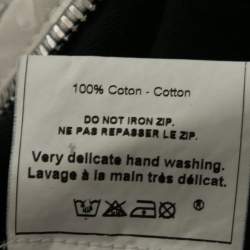 100% Coton - Cotton
DO NOT IRON ZIP.
NE PAS REPASSER LE ZIP.
Very delicate hand washing.
Lavage à la main trés délicat.
®